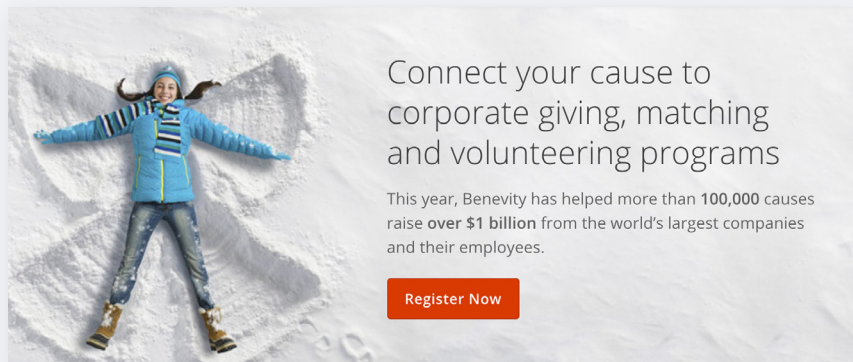 Connect your cause to
corporate giving, matching
and volunteering programs
This year, Benevity has helped more than 100,000 causes
raise over $1 billion from the world’s largest companies
and their employees.
Register Now